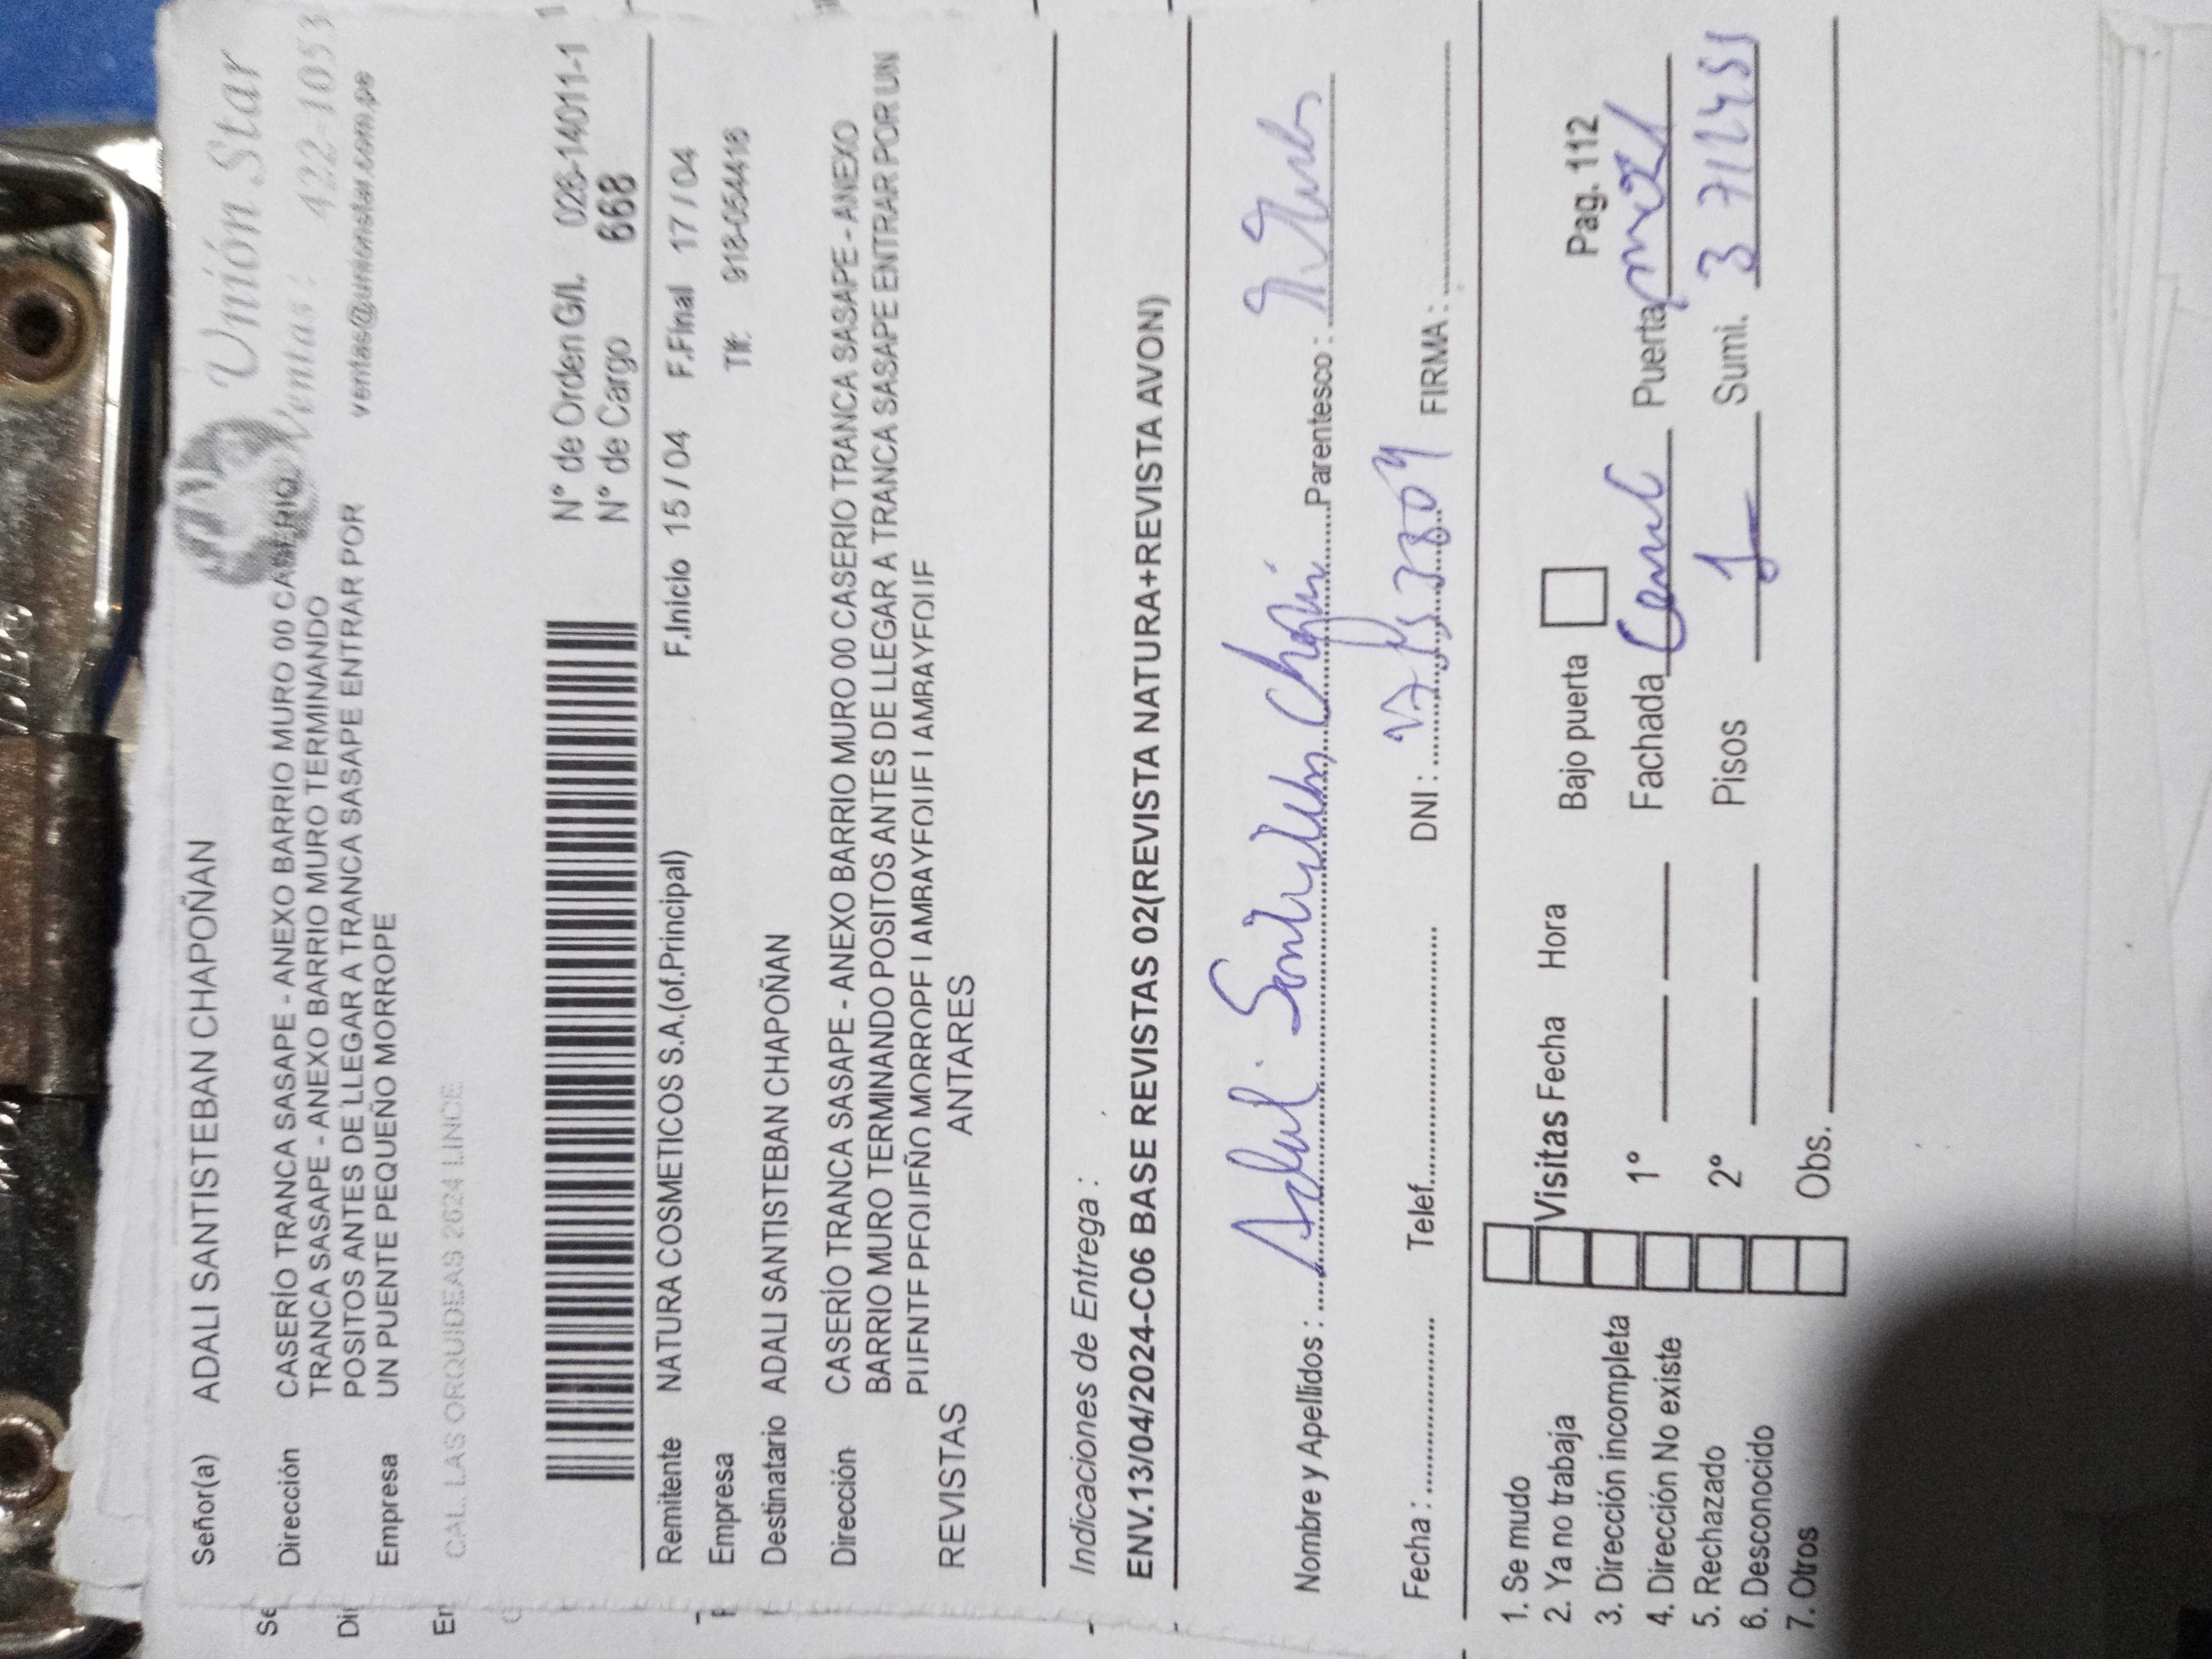 Unión Star
Ventas: 422-1053
ventas@unionstar.com.pe
Señor(a) ADALI SANTISTEBAN CHAPOÑAN
Dirección CASERÍO TRANCA SASAPE - ANEXO BARRIO MURO 00 CASERIO
TRANCA SASAPE - ANEXO BARRIO MURO TERMINANDO
POSITOS ANTES DE LLEGAR A TRANCA SASAPE ENTRAR POR
Empresa UN PUENTE PEQUEÑO MORROPE
CAL. LAS ORQUIDEAS 2624 LINCE
N° de Orden G/L. 026-14011-1
N° de Cargo 668
F.Inicio 15 / 04 F.Final 17 / 04
Remitente NATURA COSMETICOS S.A.(of.Principal)
Empresa Tlf: 918-064418
Destinatario ADALI SANTISTEBAN CHAPOÑAN
Dirección CASERÍO TRANCA SASAPE - ANEXO BARRIO MURO 00 CASERIO TRANCA SASAPE - ANEXO
BARRIO MURO TERMINANDO POSITOS ANTES DE LLEGAR A TRANCA SASAPE ENTRAR POR UN
REVISTAS ANTARES
Indicaciones de Entrega :
ENV.13/04/2024-C06 BASE REVISTAS 02(REVISTA NATURA+REVISTA AVON)
Nombre y Apellidos : Parentesco :
Fecha : Telef. DNI : FIRMA :
1. Se mudo
2. Ya no trabaja
3. Dirección incompleta
4. Dirección No existe
5. Rechazado
6. Desconocido
7. Otros
Visitas Fecha Hora Bajo puerta Pag. 112
1° Fachada Puerta
2° Pisos 1 Sumi.
Obs.